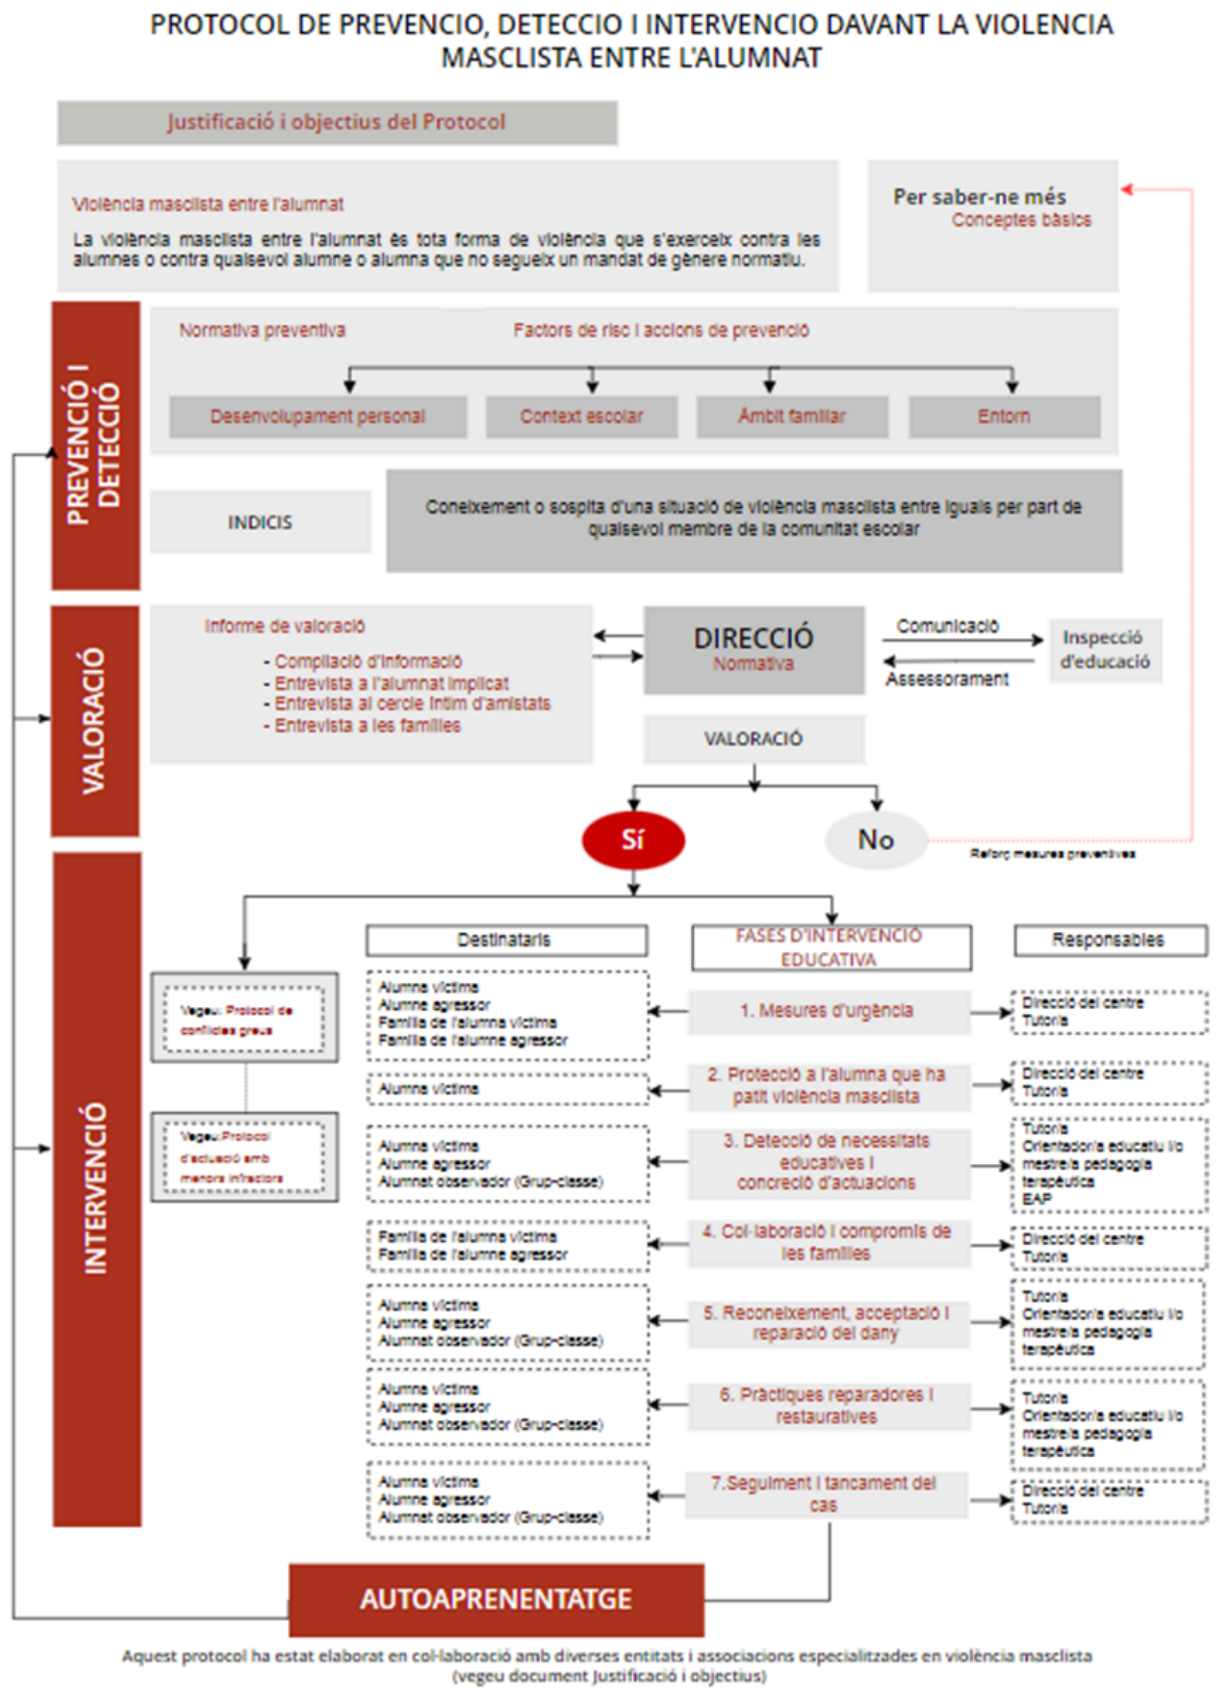 PROTOCOL DE PREVENCIO, DETECCIO I INTERVENCIO DAVANT LA VIOLENCIA
MASCLISTA ENTRE L'ALUMNAT
Justificació i objectius del Protocol
Violència masclista entre l'alumnat
La violència masclista entre l'alumnat és tota forma de violència que s'exerceix contra les
alumnes o contra qualsevol alumne o alumna que no segueix un mandat de gènere normatiu.
Per saber-ne més
Conceptes bàsics
PREVENCIÓ I
DETECCIÓ
Normativa preventiva
Factors de risc i accions de prevenció
Desenvolupament personal
Context escolar
Àmbit familiar
Entorn
INDICIS
Coneixement o sospita d'una situació de violència masclista entre iguals per part de
qualsevol membre de la comunitat escolar
VALORACIÓ
Informe de valoració
- Compilació d'informació
- Entrevista a l'alumnat implicat
- Entrevista al cercle íntim d'amistats
- Entrevista a les famílies
DIRECCIÓ
Normativa
Comunicació
Assessorament
Inspecció
d'educació
VALORACIÓ
Sí
No
Reforç mesures preventives
INTERVENCIÓ
Vegeu: Protocol de
conflictes greus
Vegeu:Protocol
d'actuació amb
menors infractors
Destinataris
FASES D'INTERVENCIÓ
EDUCATIVA
Responsables
Alumna víctima
Alumne agressor
Família de l'alumna víctima
Família de l'alumne agressor
1. Mesures d'urgència
Direcció del centre
Tutor/a
Alumna víctima
2. Protecció a l'alumna que ha
patit violència masclista
Direcció del centre
Tutor/a
Alumna víctima
Alumne agressor
Alumnat observador (Grup-classe)
3. Detecció de necessitats
educatives i
concreció d'actuacions
Tutor/a
Orientador/a educatiu i/o
mestre/a pedagogia
terapèutica
EAP
Família de l'alumna víctima
Família de l'alumne agressor
4. Col·laboració i compromís de
les famílies
Direcció del centre
Tutor/a
Alumna víctima
Alumne agressor
Alumnat observador (Grup-classe)
5. Reconeixement, acceptació i
reparació del dany
Tutor/a
Orientador/a educatiu i/o
mestre/a pedagogia
terapèutica
Alumna víctima
Alumne agressor
Alumnat observador (Grup-classe)
6. Pràctiques reparadores i
restauratives
Tutor/a
Orientador/a educatiu i/o
mestre/a pedagogia
terapèutica
Alumna víctima
Alumne agressor
Alumnat observador (Grup-classe)
7.Seguiment i tancament del
cas
Direcció del centre
Tutor/a
AUTOAPRENENTATGE
Aquest protocol ha estat elaborat en col·laboració amb diverses entitats i associacions especialitzades en violència masclista
(vegeu document Justificació i objectius)